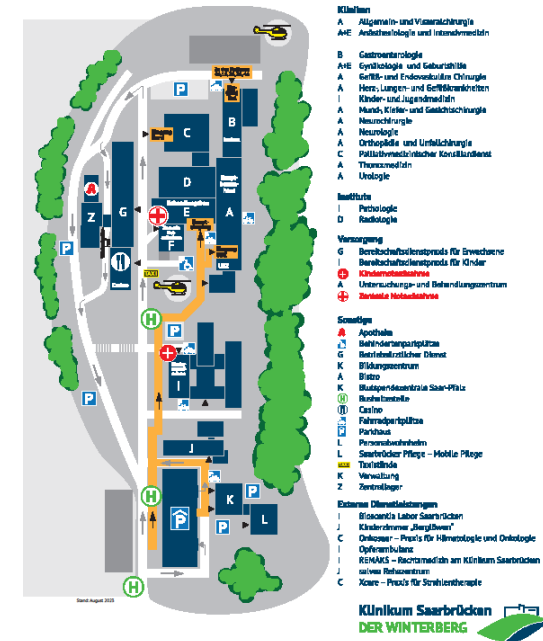 Kliniken
A Allgemein- und Viszeralchirurgie
A+E Anästhesiologie und Intensivmedizin
B Gastroenterologie
A+E Gynäkologie und Geburtshilfe
A Gefäß- und Endovaskuläre Chirurgie
A Herz-, Lungen- und Gefäßkrankheiten
I Kinder- und Jugendmedizin
A Mund-, Kiefer- und Gesichtschirurgie
A Neurochirurgie
A Neurologie
A Orthopädie und Unfallchirurgie
C Palliativmedizinischer Konsiliardienst
A Thoraxmedizin
A Urologie
Institute
I Pathologie
D Radiologie
Versorgung
G Bereitschaftsdienstpraxis für Erwachsene
I Bereitschaftsdienstpraxis für Kinder
Kindernotaufnahme
A Untersuchungs- und Behandlungszentrum
Zentrale Notaufnahme
Sonstige
A Apotheke
Behindertenparkplätze
G Betriebsärztlicher Dienst
K Bildungszentrum
A Bistro
K Blutspendezentrale Saar-Pfalz
H Bushaltestelle
Casino
Fahrradparkplätze
P Parkhaus
L Personalwohnheim
L Saarbrücker Pflege – Mobile Pflege
TAXI Taxistände
K Verwaltung
Z Zentrallager
Externe Dienstleistungen
I Bioscientia Labor Saarbrücken
J Kinderzimmer „Berglöwen"
C Onkosaar – Praxis für Hämatologie und Onkologie
I Opferambulanz
I REMAKS – Rechtsmedizin am Klinikum Saarbrücken
J salvea Rehazentrum
C Xcare – Praxis für Strahlentherapie
Klinikum Saarbrücken
DER WINTERBERG
P
B
C
D
A
Z
G
E
F
A
UBZ
P
TAXI
H
P
I
P
J
H
P
K
P
L
P
H
Stand: August 2025